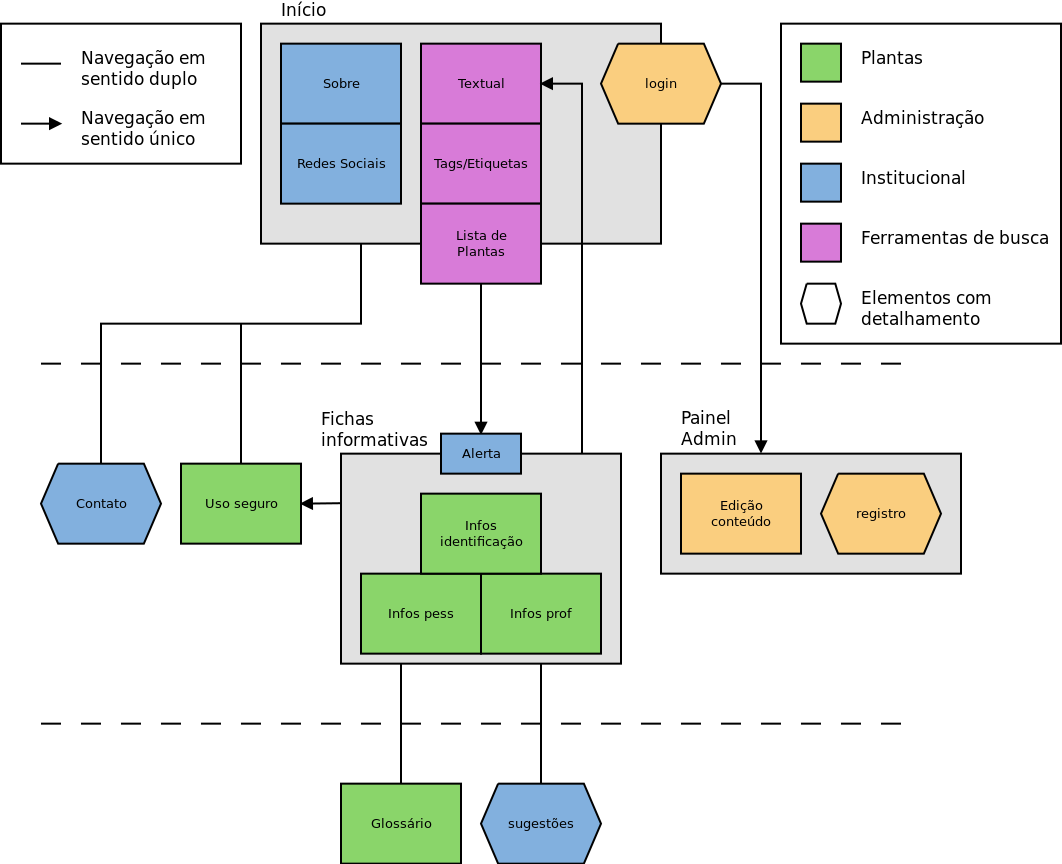 Início
Navegação em
sentido duplo
Navegação em
sentido único
Sobre
Redes Sociais
Textual
Tags/Etiquetas
Lista de
Plantas
login
Plantas
Administração
Institucional
Ferramentas de busca
Elementos com
detalhamento
Fichas
informativas
Alerta
Painel
Admin
Contato
Uso seguro
Infos
identificação
Infos pess
Infos prof
Edição
conteúdo
registro
Glossário
sugestões